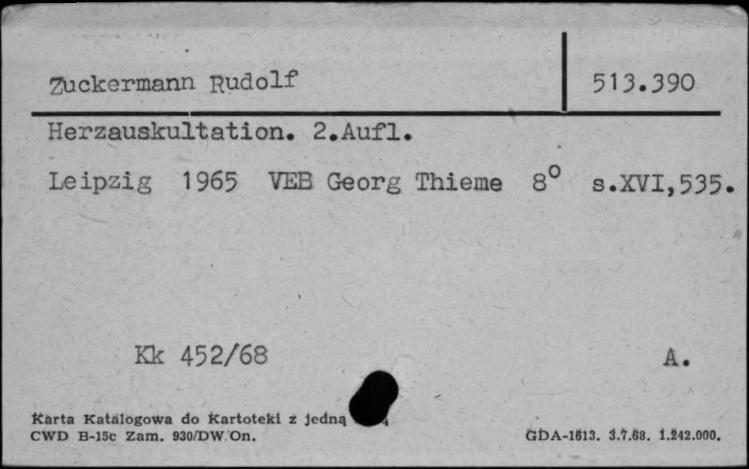 Zuckermann Rudolf 513.390
Herzauskultation. 2.Aufl.
Leipzig 1965 VEB Georg Thieme 8° s.XVI,535.
Kk 452/68 A.
Karta Katalogowa do Kartoteki z jedną
CWD B-15c Zam. 930/DW.On. GDA-1613. 3.7.68. 1.242.000.